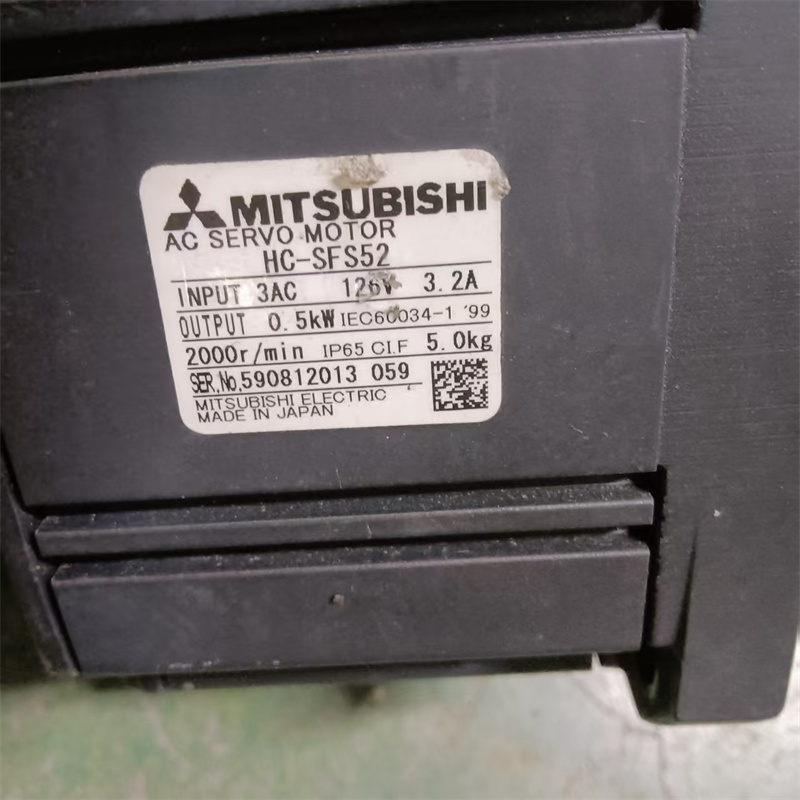 MITSUBISHI
AC SERVO MOTOR
HC-SFS52
INPUT 3AC 126V 3.2A
OUTPUT 0.5kW IEC60034-1 '99
2000r/min IP65 CI.F 5.0kg
SER.No.590812013 059
MITSUBISHI ELECTRIC
MADE IN JAPAN